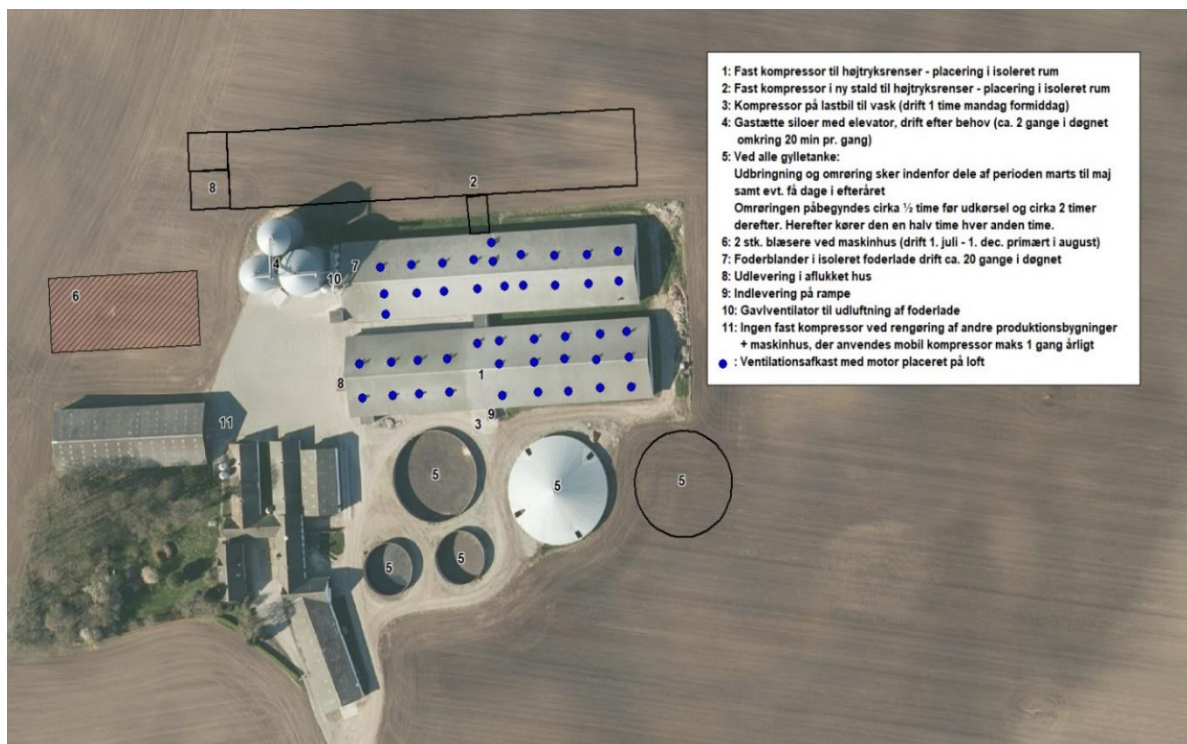 1: Fast kompressor til højtryksrenser - placering i isoleret rum
2: Fast kompressor i ny stald til højtryksrenser - placering i isoleret rum
3: Kompressor på lastbil til vask (drift 1 time mandag formiddag)
4: Gastætte siloer med elevator, drift efter behov (ca. 2 gange i døgnet
omkring 20 min pr. gang)
5: Ved alle gylletanke:
Udbringning og omrøring sker indenfor dele af perioden marts til maj
samt evt. få dage i efteråret
Omrøringen påbegyndes cirka ½ time før udkørsel og cirka 2 timer
derefter. Herefter kører den en halv time hver anden time.
6: 2 stk. blæsere ved maskinhus (drift 1. juli - 1. dec. primært i august)
7: Foderblander i isoleret foderlade drift ca. 20 gange i døgnet
8: Udlevering i aflukket hus
9: Indlevering på rampe
10: Gavlventilator til udluftning af foderlade
11: Ingen fast kompressor ved rengøring af andre produktionsbygninger
+ maskinhus, der anvendes mobil kompressor maks 1 gang årligt
: Ventilationsafkast med motor placeret på loft
8
2
4
7
10
6
8
1
9
3
11
5
5
5
5
5